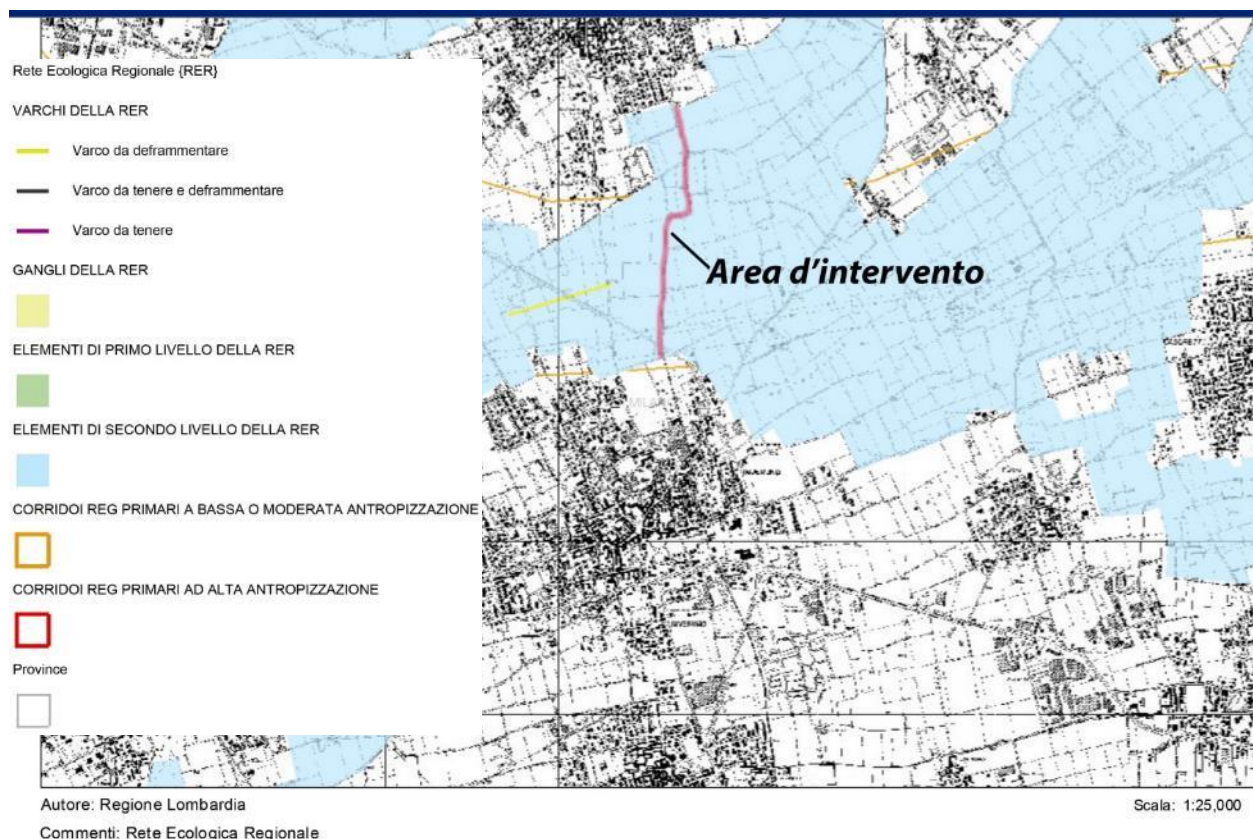 Rete Ecologica Regionale {RER}
VARCHI DELLA RER
Varco da deframmentare
Varco da tenere e deframmentare
Varco da tenere
GANGLI DELLA RER
ELEMENTI DI PRIMO LIVELLO DELLA RER
ELEMENTI DI SECONDO LIVELLO DELLA RER
CORRIDOI REG PRIMARI A BASSA O MODERATA ANTROPIZZAZIONE
CORRIDOI REG PRIMARI AD ALTA ANTROPIZZAZIONE
Province
Area d'intervento
Autore: Regione Lombardia
Scala: 1:25,000
Commenti: Rete Ecologica Regionale